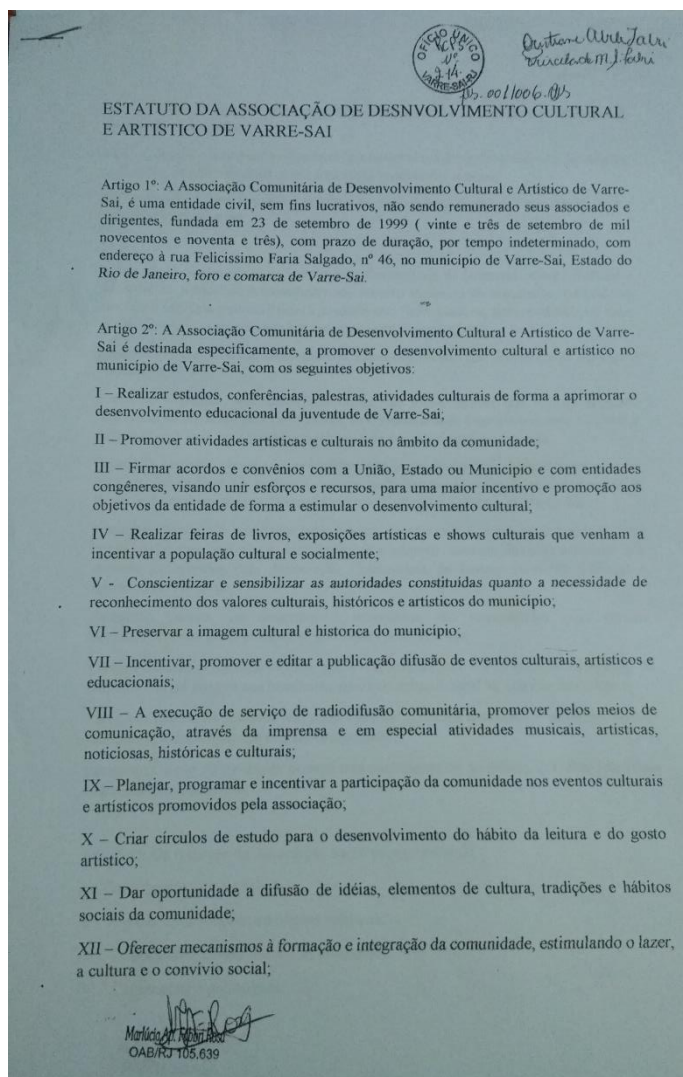 OFÍCIO ÚNICO
RCPJ
Nº
214
VARRE-SAI-RJ
ESTATUTO DA ASSOCIAÇÃO DE DESNVOLVIMENTO CULTURAL
E ARTISTICO DE VARRE-SAI
Artigo 1º: A Associação Comunitária de Desenvolvimento Cultural e Artístico de Varre-
Sai, é uma entidade civil, sem fins lucrativos, não sendo remunerado seus associados e
dirigentes, fundada em 23 de setembro de 1999 ( vinte e três de setembro de mil
novecentos e noventa e três), com prazo de duração, por tempo indeterminado, com
endereço à rua Felicissimo Faria Salgado, nº 46, no município de Varre-Sai, Estado do
Rio de Janeiro, foro e comarca de Varre-Sai.
Artigo 2º: A Associação Comunitária de Desenvolvimento Cultural e Artístico de Varre-
Sai é destinada especificamente, a promover o desenvolvimento cultural e artístico no
município de Varre-Sai, com os seguintes objetivos:
I – Realizar estudos, conferências, palestras, atividades culturais de forma a aprimorar o
desenvolvimento educacional da juventude de Varre-Sai;
II – Promover atividades artísticas e culturais no âmbito da comunidade;
III – Firmar acordos e convênios com a União, Estado ou Município e com entidades
congêneres, visando unir esforços e recursos, para uma maior incentivo e promoção aos
objetivos da entidade de forma a estimular o desenvolvimento cultural;
IV – Realizar feiras de livros, exposições artísticas e shows culturais que venham a
incentivar a população cultural e socialmente;
V - Conscientizar e sensibilizar as autoridades constituídas quanto a necessidade de
reconhecimento dos valores culturais, históricos e artísticos do município;
VI – Preservar a imagem cultural e historica do município;
VII – Incentivar, promover e editar a publicação difusão de eventos culturais, artísticos e
educacionais;
VIII – A execução de serviço de radiodifusão comunitária, promover pelos meios de
comunicação, através da imprensa e em especial atividades musicais, artísticas,
noticiosas, históricas e culturais;
IX – Planejar, programar e incentivar a participação da comunidade nos eventos culturais
e artísticos promovidos pela associação;
X – Criar círculos de estudo para o desenvolvimento do hábito da leitura e do gosto
artístico;
XI – Dar oportunidade a difusão de idéias, elementos de cultura, tradições e hábitos
sociais da comunidade;
XII – Oferecer mecanismos à formação e integração da comunidade, estimulando o lazer,
a cultura e o convívio social;
OAB/RJ 105.639